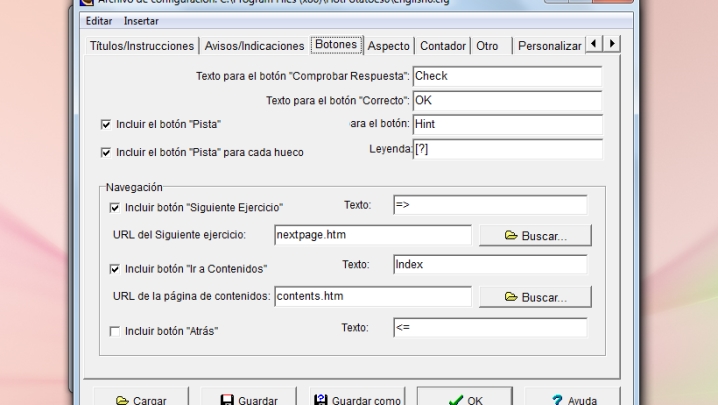 Archivo de configuración: C:\Program Files (x86)\HotPotatoes6\english6.cfg
Editar Insertar
Títulos/Instrucciones Avisos/Indicaciones Botones Aspecto Contador Otro Personalizar
Texto para el botón "Comprobar Respuesta": Check
Texto para el botón "Correcto": OK
Incluir el botón "Pista" ara el botón: Hint
Incluir el botón "Pista" para cada hueco Leyenda: [?]
Navegación
Incluir botón "Siguiente Ejercicio" Texto: =>
URL del Siguiente ejercicio: nextpage.htm Buscar...
Incluir botón "Ir a Contenidos" Texto: Index
URL de la página de contenidos: contents.htm Buscar...
Incluir botón "Atrás" Texto: <=
Cargar Guardar Guardar como OK Ayuda